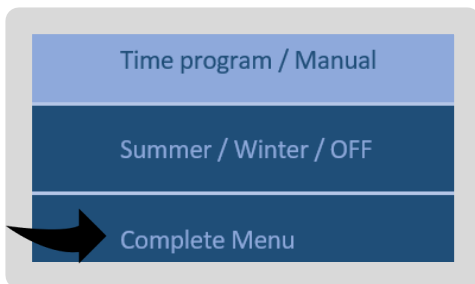 Time program / Manual
Summer / Winter / OFF
Complete Menu